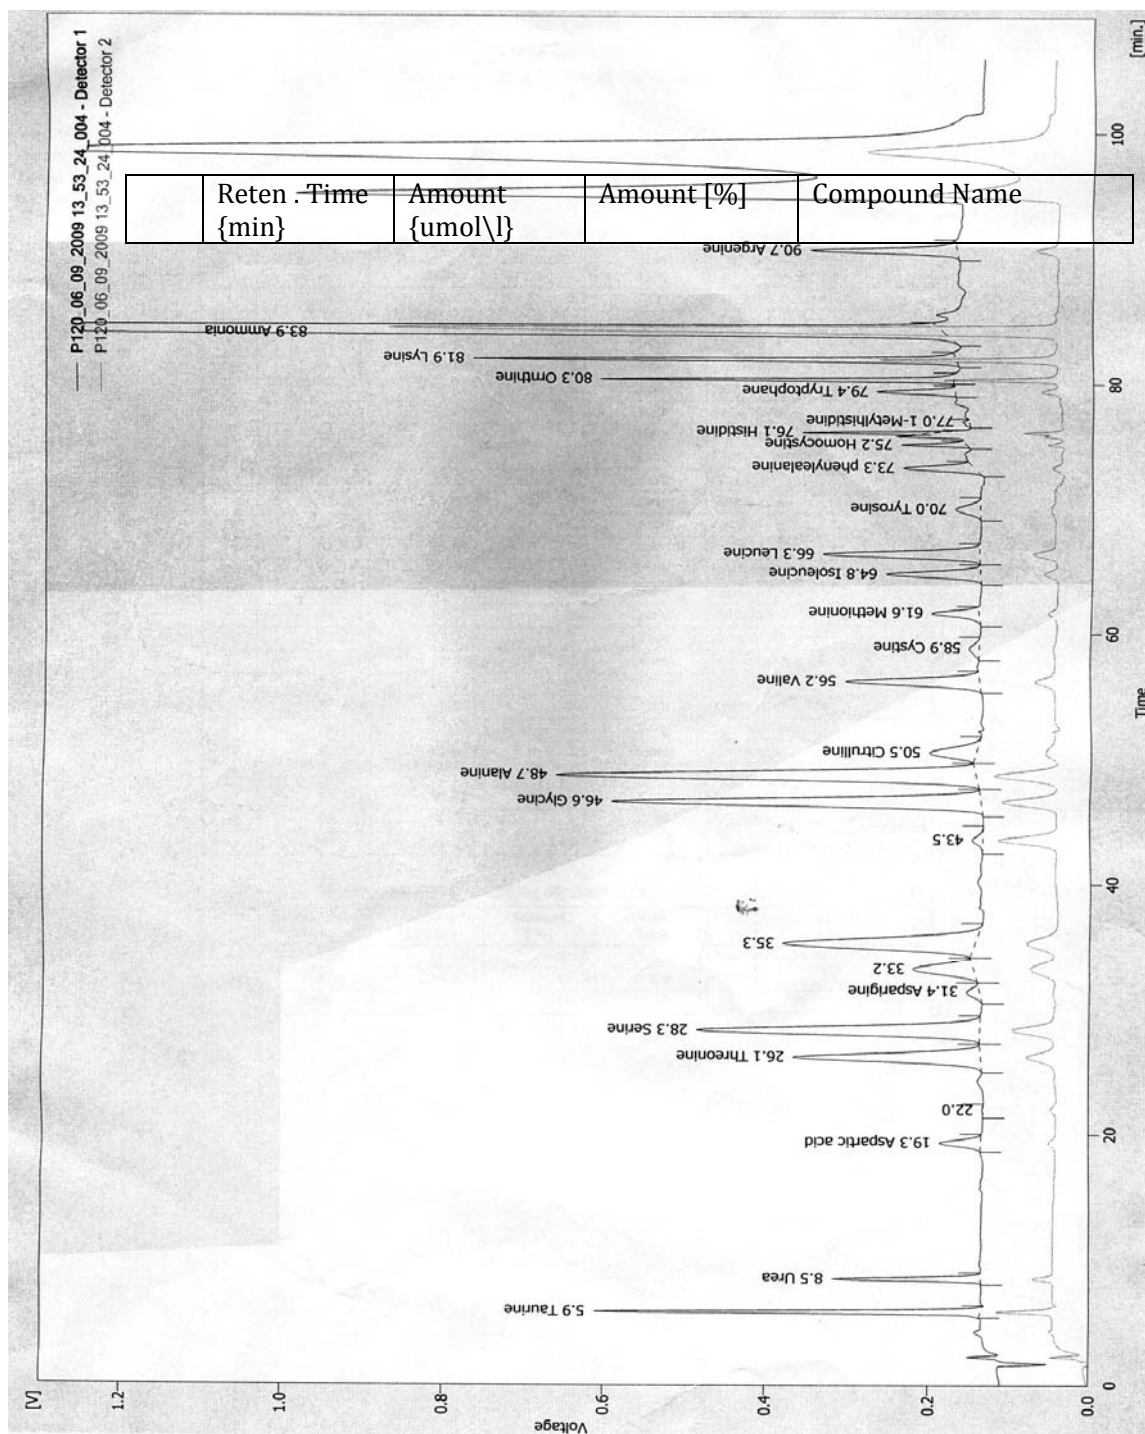 P120_06_09_2009 13_53_24_004 - Detector 1
P120_06_09_2009 13_53_24_004 - Detector 2
Reten . Time {min}
Amount {umol\l}
Amount [%]
Compound Name
[V]
1.2
1.0
0.8
0.6
0.4
0.2
0.0
Voltage
5.9 Taurine
8.5 Urea
19.3 Aspartic acid
22.0
26.1 Threonine
28.3 Serine
31.4 Asparigine
33.2
35.3
43.5
46.6 Glycine
48.7 Alanine
50.5 Citrulline
56.2 Valine
58.9 Cystine
61.6 Methionine
64.8 Isoleucine
66.3 Leucine
70.0 Tyrosine
73.3 phenylealanine
75.2 Homocystine
76.1 Histidine
77.0 1-Metylhistidine
79.4 Tryptophane
80.3 Ornthine
81.9 Lysine
83.9 Ammonia
90.7 Argenine
0
20
40
60
80
100
Time
[min.]